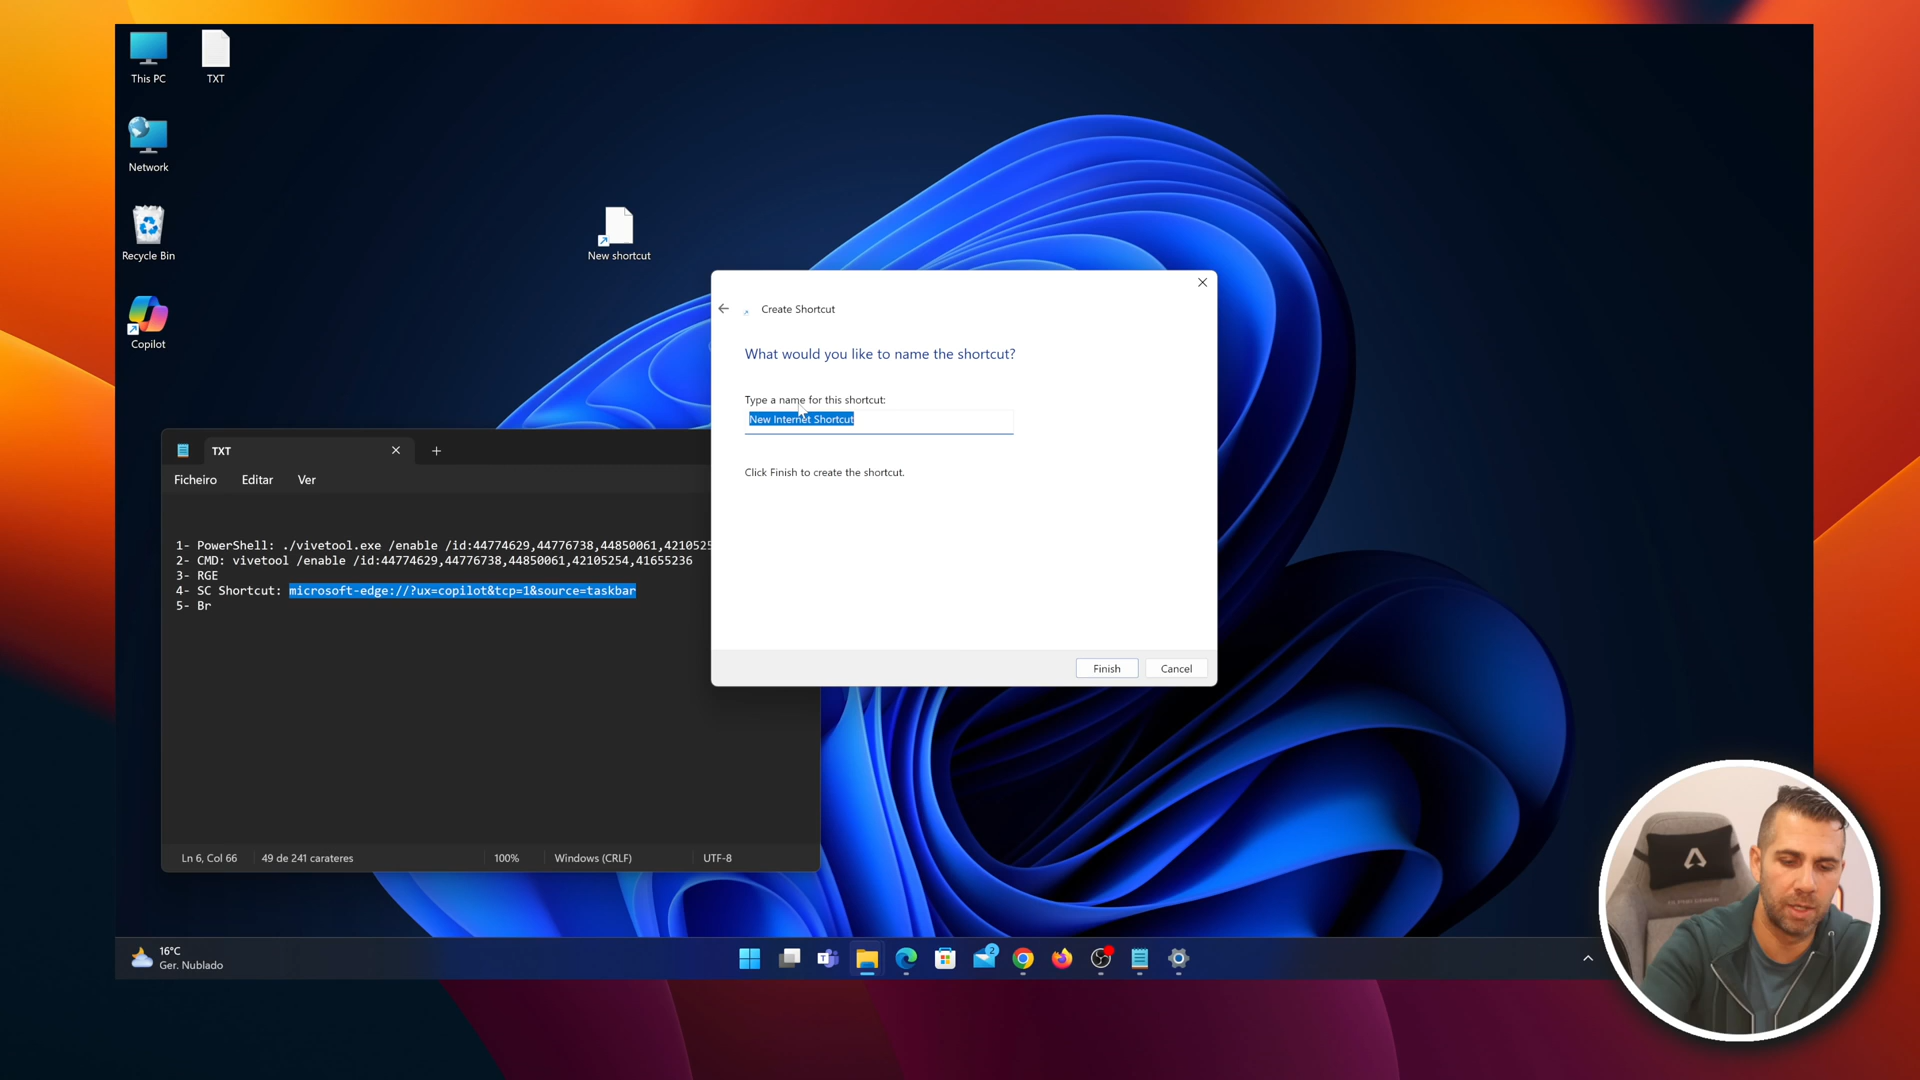 This PC
TXT
Network
Recycle Bin
Copilot
New shortcut
Create Shortcut
What would you like to name the shortcut?
Type a name for this shortcut:
New Internet Shortcut
Click Finish to create the shortcut.
Finish
Cancel
TXT
Ficheiro Editar Ver
1- PowerShell: ./vivetool.exe /enable /id:44774629,44776738,44850061,4210525
2- CMD: vivetool /enable /id:44774629,44776738,44850061,42105254,41655236
3- RGE
4- SC Shortcut: microsoft-edge://?ux=copilot&tcp=1&source=taskbar
5- Br
Ln 6, Col 66
49 de 241 carateres
100%
Windows (CRLF)
UTF-8
16°C
Ger. Nublado
2